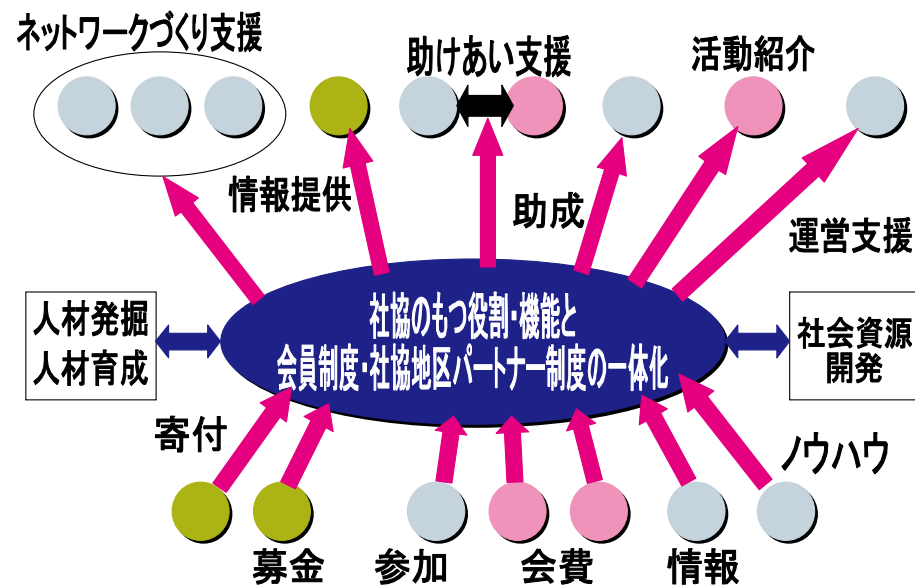 ネットワークづくり支援
助けあい支援
活動紹介
情報提供
助成
運営支援
社協のもつ役割・機能と
会員制度・社協地区パートナー制度の一体化
人材発掘
人材育成
社会資源
開発
寄付
ノウハウ
募金
参加
会費
情報